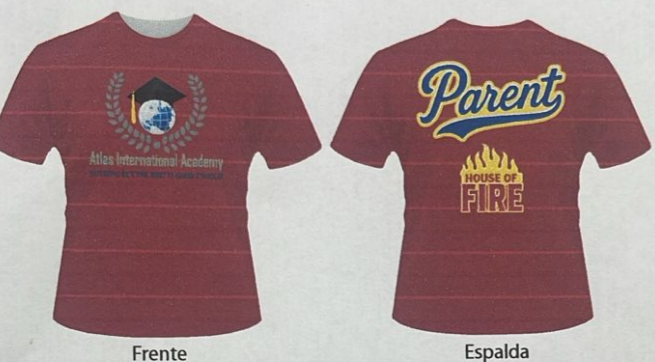 Atlas International Academy
Frente
Parent
HOUSE OF
FIRE
Espalda